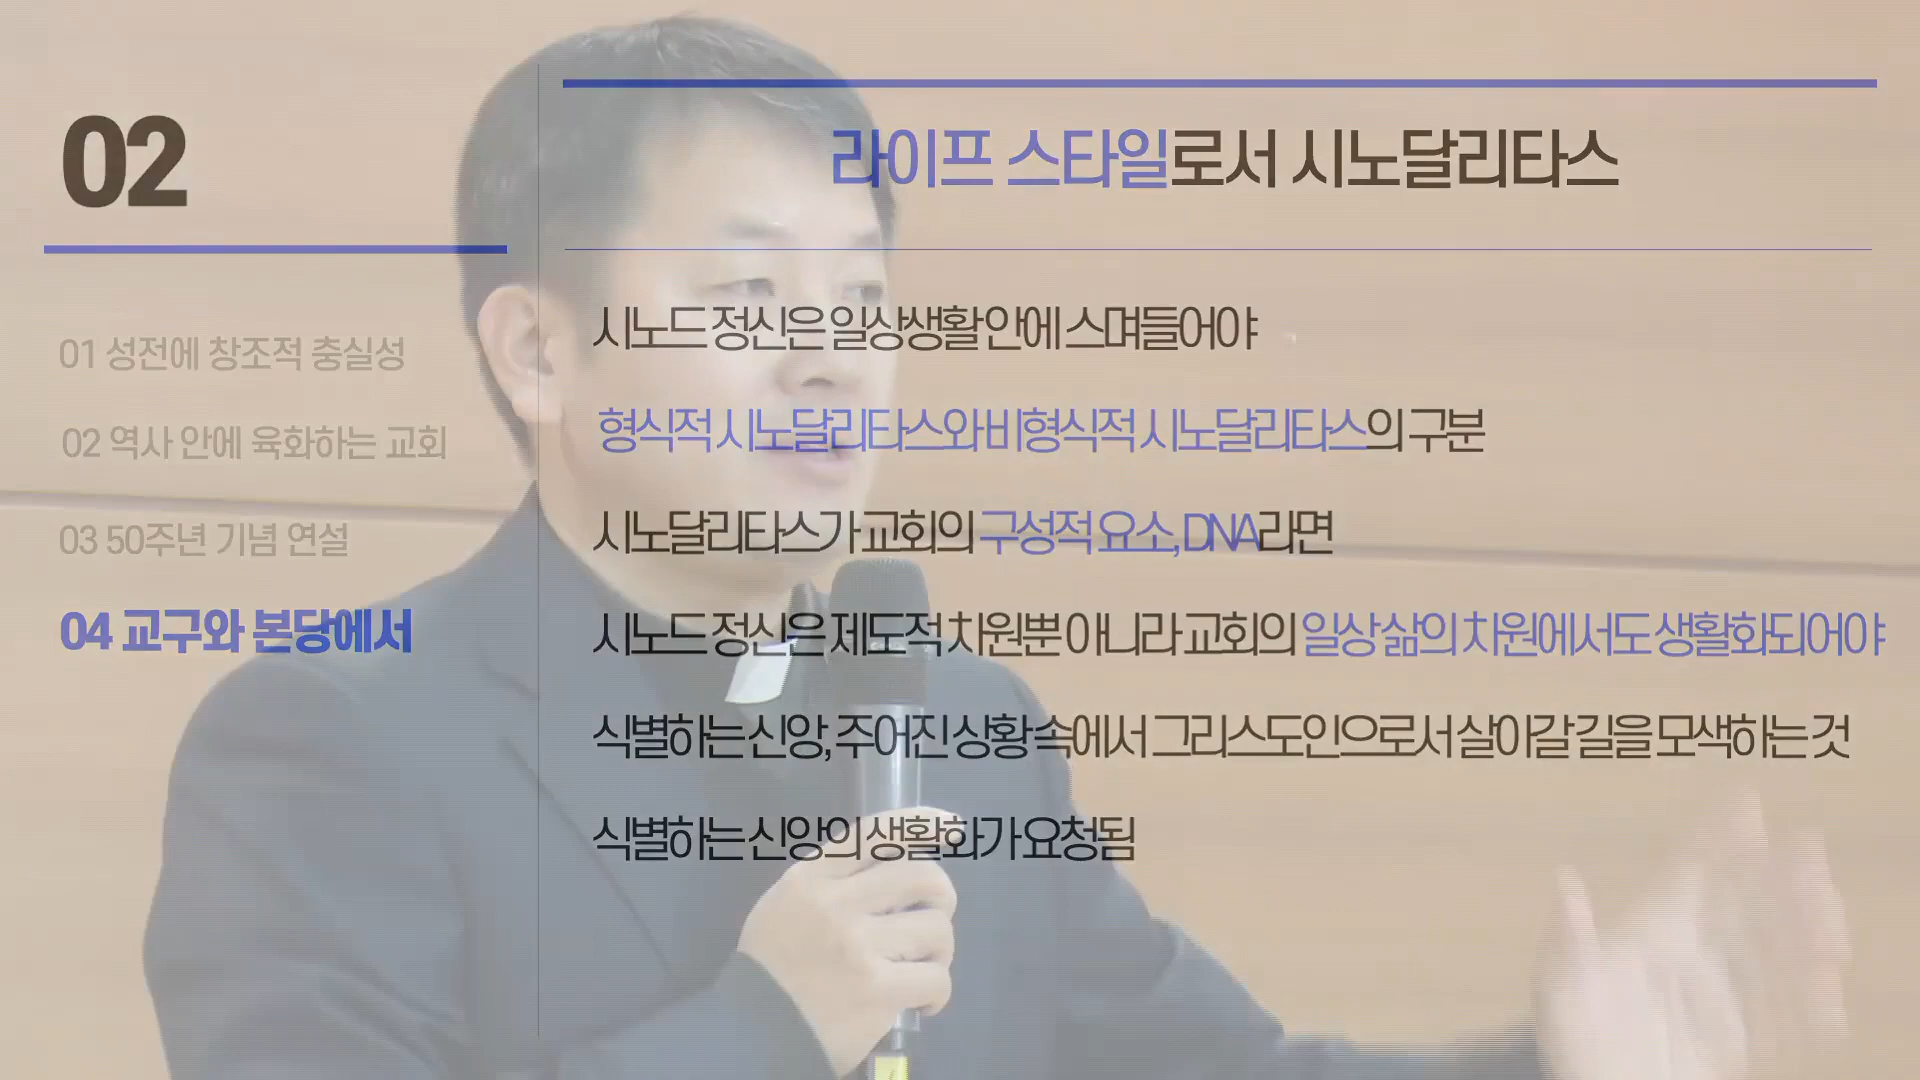 02
01 성전에 창조적 충실성
02 역사 안에 육화하는 교회
03 50주년 기념 연설
04 교구와 본당에서
라이프 스타일로서 시노달리타스
시노드 정신은 일상생활 안에 스며들어야
형식적 시노달리타스와 비형식적 시노달리타스의 구분
시노달리타스가 교회의 구성적 요소, DNA라면
시노드 정신은 제도적 차원뿐 아니라 교회의 일상 삶의 차원에서도 생활화되어야
식별하는 신앙, 주어진 상황 속에서 그리스도인으로서 살아갈 길을 모색하는 것
식별하는 신앙의 생활화가 요청됨